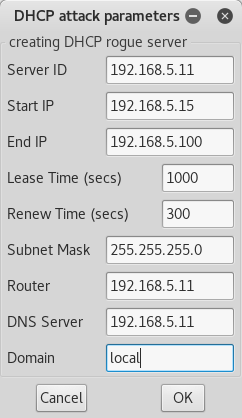 DHCP attack parameters
creating DHCP rogue server
Server ID 192.168.5.11
Start IP 192.168.5.15
End IP 192.168.5.100
Lease Time (secs) 1000
Renew Time (secs) 300
Subnet Mask 255.255.255.0
Router 192.168.5.11
DNS Server 192.168.5.11
Domain local
Cancel OK